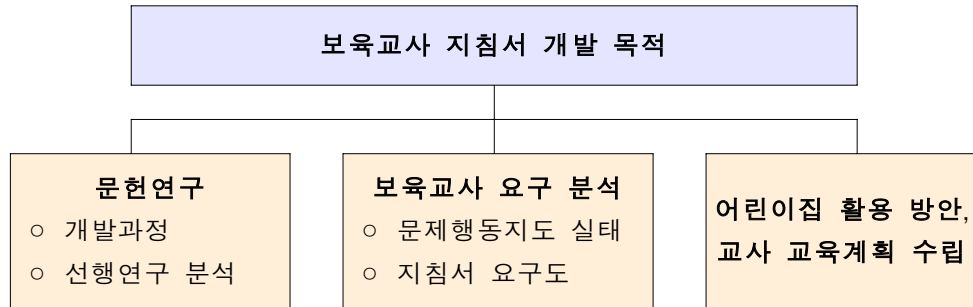 보육교사 지침서 개발 목적
문헌연구
○ 개발과정
○ 선행연구 분석
보육교사 요구 분석
○ 문제행동지도 실태
○ 지침서 요구도
어린이집 활용 방안,
교사 교육계획 수립